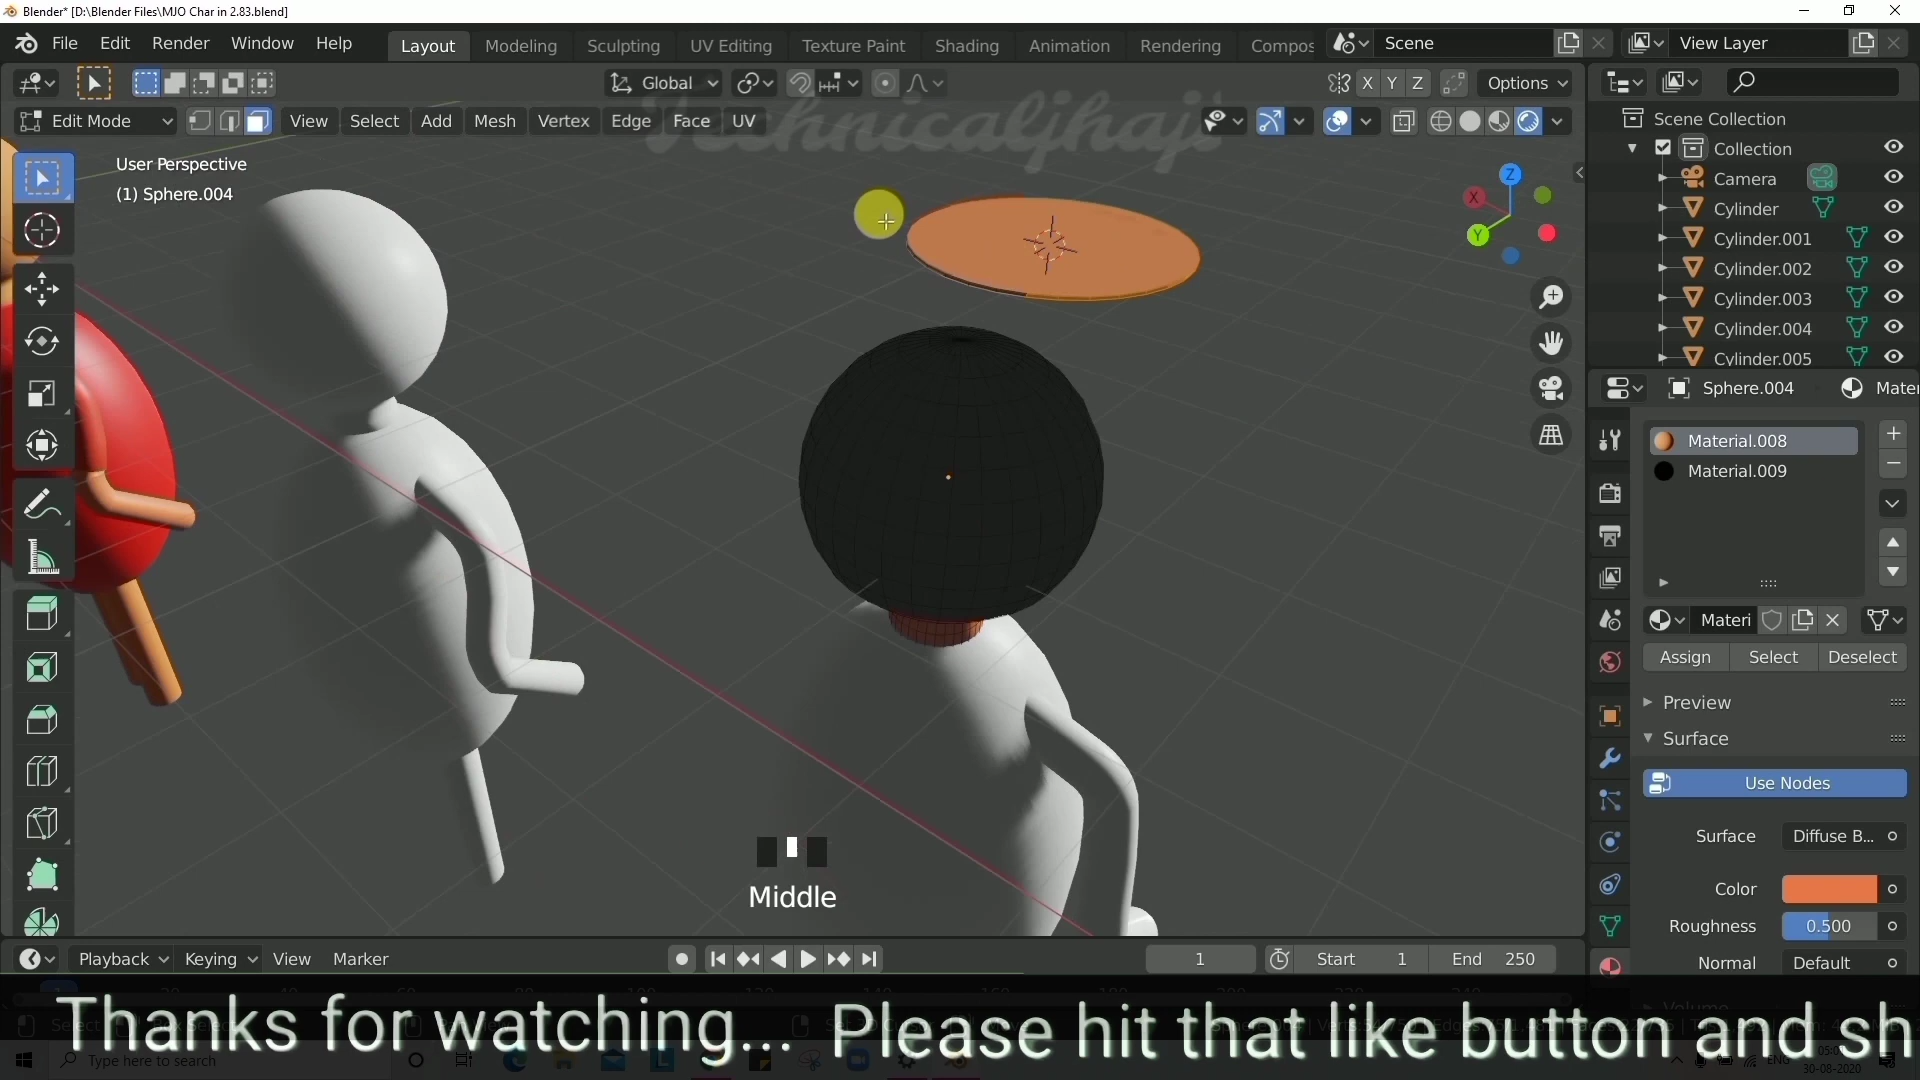 Blender* [D:\Blender Files\MJO Char in 2.83.blend]
File Edit Render Window Help Layout Modeling Sculpting UV Editing Texture Paint Shading Animation Rendering Compos Scene View Layer
Global X Y Z Options
Edit Mode View Select Add Mesh Vertex Edge Face UV
Technicaljhaji
User Perspective
(1) Sphere.004
X Y Z
Scene Collection
Collection
Camera
Cylinder
Cylinder.001
Cylinder.002
Cylinder.003
Cylinder.004
Cylinder.005
Sphere.004 Mater
Material.008
Material.009
Materi
Assign Select Deselect
Preview
Surface
Use Nodes
Surface Diffuse B...
Color
Roughness 0.500
Normal Default
Middle
Playback Keying View Marker 1 Start 1 End 250
Thanks for watching... Please hit that like button and sh
Type here to search
ENG
30-08-2020